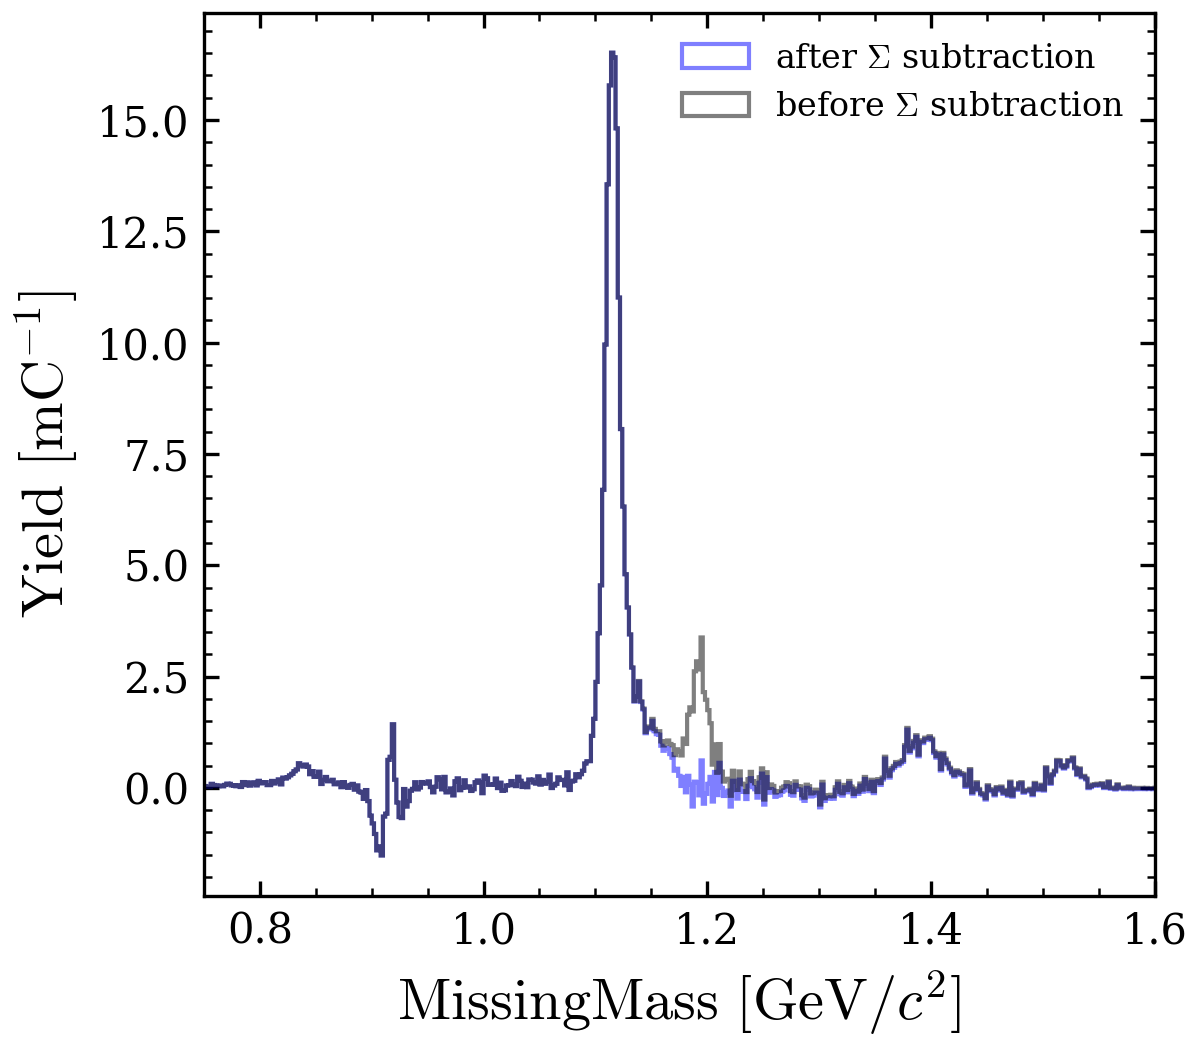 after Σ subtraction
before Σ subtraction
15.0
12.5
10.0
7.5
5.0
2.5
0.0
Yield [mC⁻¹]
0.8 1.0 1.2 1.4 1.6
MissingMass [GeV/c²]